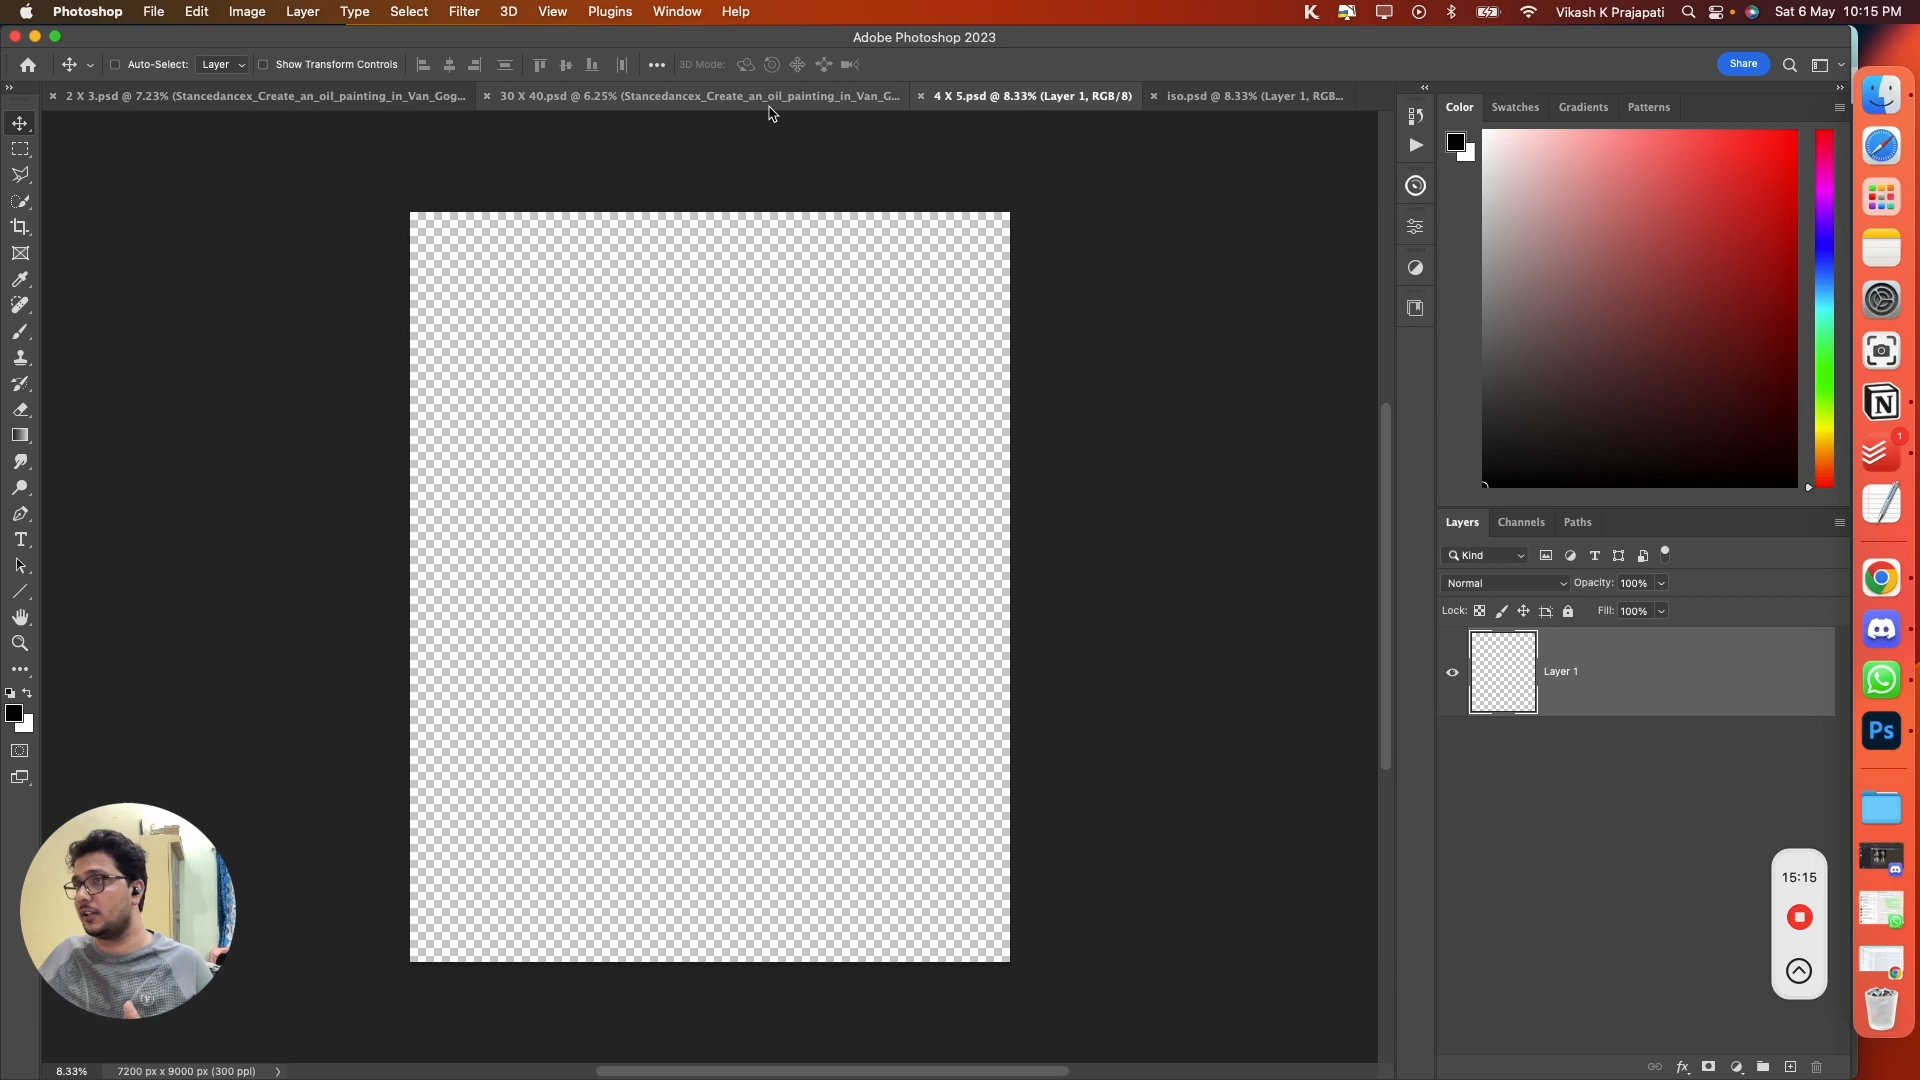 Photoshop File Edit Image Layer Type Select Filter 3D View Plugins Window Help Vikash K Prajapati Sat 6 May 10:15 PM
Adobe Photoshop 2023
Auto-Select: Layer Show Transform Controls 3D Mode: Share
2 X 3.psd @ 7.23% (Stancedancex_Create_an_oil_painting_in_Van_Gog... 30 X 40.psd @ 6.25% (Stancedancex_Create_an_oil_painting_in_Van_G... 4 X 5.psd @ 8.33% (Layer 1, RGB/8) iso.psd @ 8.33% (Layer 1, RGB...
Color Swatches Gradients Patterns
Layers Channels Paths
Kind
Normal Opacity: 100%
Lock: Fill: 100%
Layer 1
15:15
8.33% 7200 px x 9000 px (300 ppi)
N
1
Ps